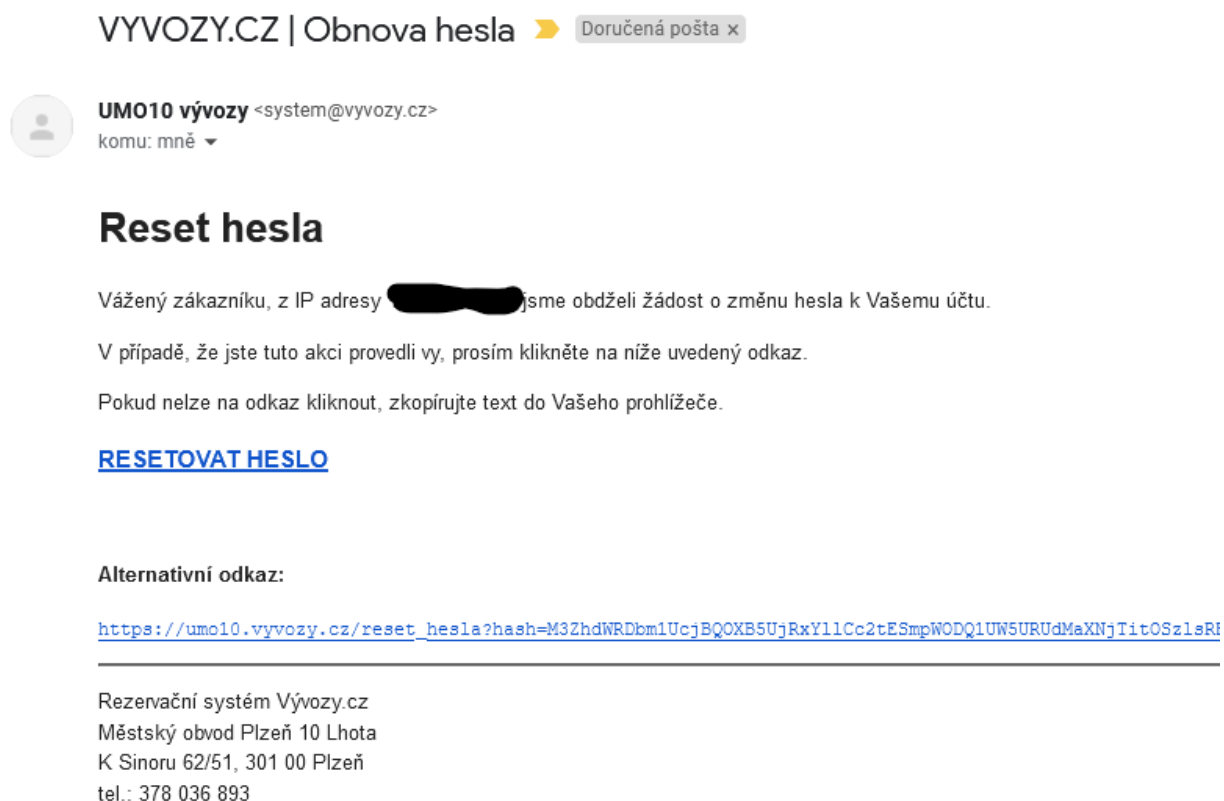 VYVOZY.CZ | Obnova hesla Doručená pošta ×
UMO10 vývozy <system@vyvozy.cz>
komu: mně
Reset hesla
Vážený zákazníku, z IP adresy jsme obdželi žádost o změnu hesla k Vašemu účtu.
V případě, že jste tuto akci provedli vy, prosím klikněte na níže uvedený odkaz.
Pokud nelze na odkaz kliknout, zkopírujte text do Vašeho prohlížeče.
RESETOVAT HESLO
Alternativní odkaz:
https://umo10.vyvozy.cz/reset_hesla?hash=
Rezervační systém Vývozy.cz
Městský obvod Plzeň 10 Lhota
K Sinoru 62/51, 301 00 Plzeň
tel.: 378 036 893